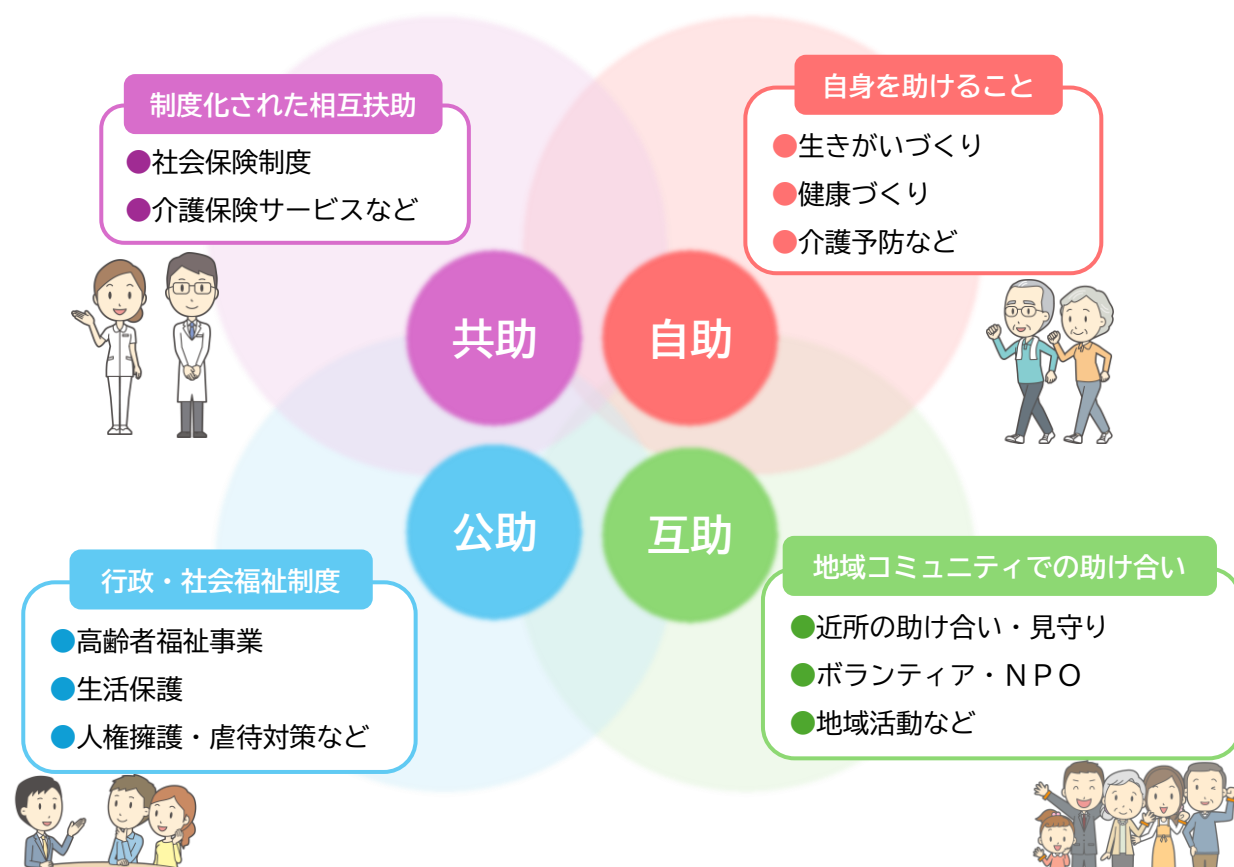 制度化された相互扶助
●社会保険制度
●介護保険サービスなど
自身を助けること
●生きがいづくり
●健康づくり
●介護予防など
共助
自助
公助
互助
行政・社会福祉制度
●高齢者福祉事業
●生活保護
●人権擁護・虐待対策など
地域コミュニティでの助け合い
●近所の助け合い・見守り
●ボランティア・ＮＰＯ
●地域活動など